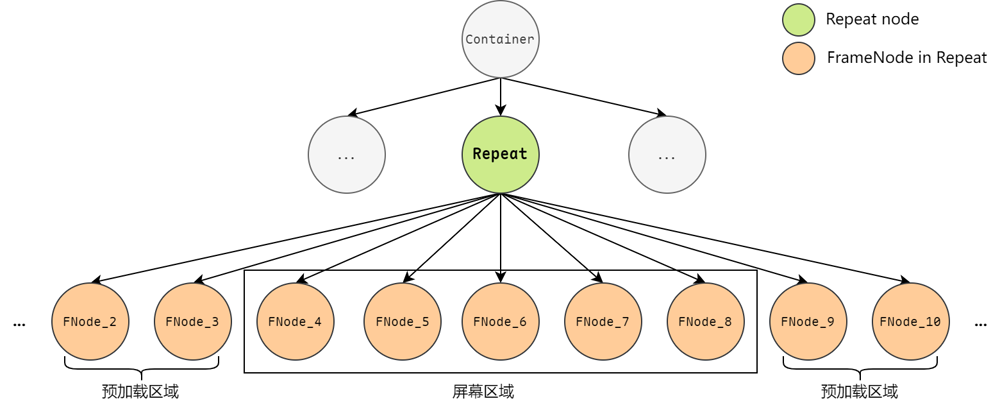 Container
Repeat node
FrameNode in Repeat
... Repeat ...
... FNode_2 FNode_3 FNode_4 FNode_5 FNode_6 FNode_7 FNode_8 FNode_9 FNode_10 ...
预加载区域 屏幕区域 预加载区域